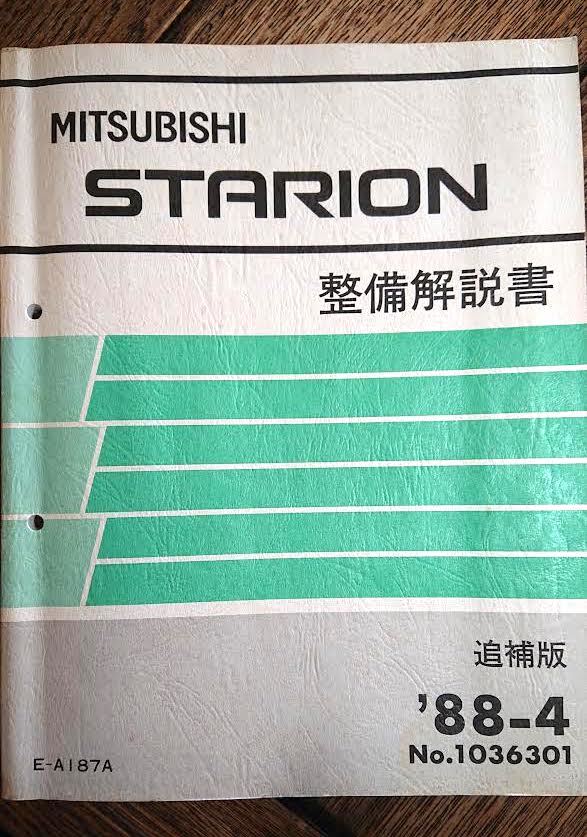 MITSUBISHI
STARION
整備解説書
追補版
'88-4
No.1036301
E-A187A